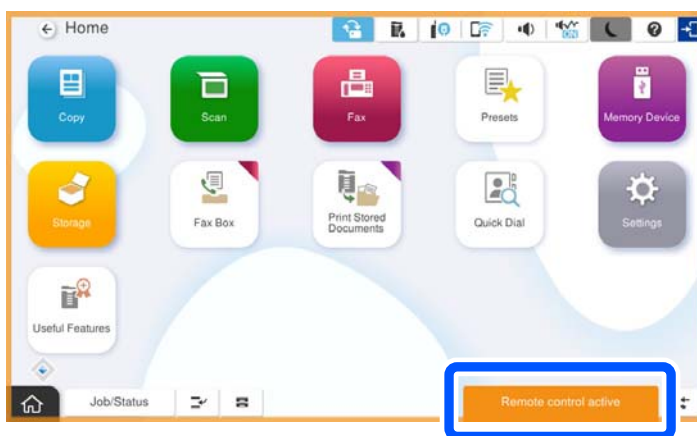 Home
ON
Copy
Scan
Fax
Presets
Memory Device
Storage
Fax Box
Print Stored
Documents
Quick Dial
Settings
Useful Features
Job/Status
Remote control active